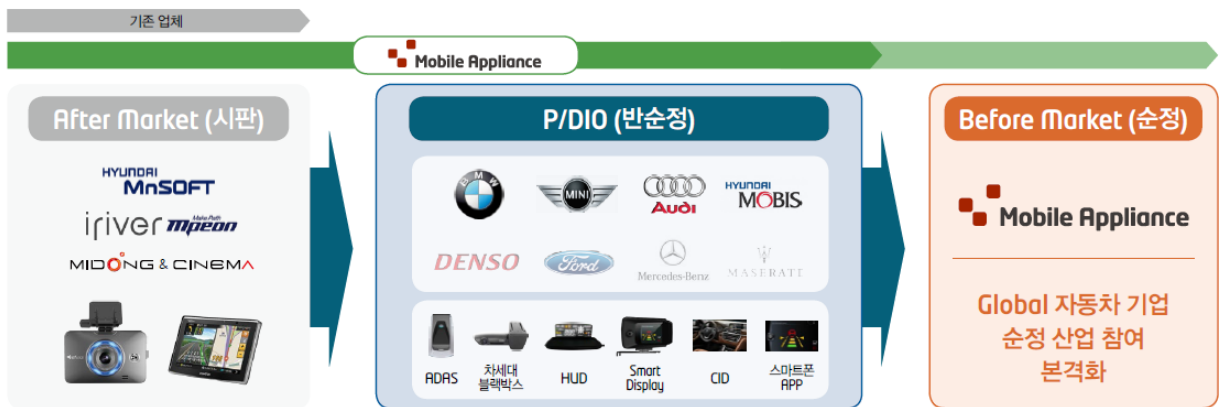 기존 업체
Mobile Appliance
After Market (시판)
HYUNDAI
MnSOFT
iriver Make Path mpeon
MIDONG & CINEMA
P/DIO (반순정)
BMW
MINI
Audi
HYUNDAI
MOBIS
DENSO
Ford
Mercedes-Benz
MASERATI
ADAS
차세대
블랙박스
HUD
Smart
Display
CID
스마트폰
APP
Before Market (순정)
Mobile Appliance
Global 자동차 기업
순정 산업 참여
본격화